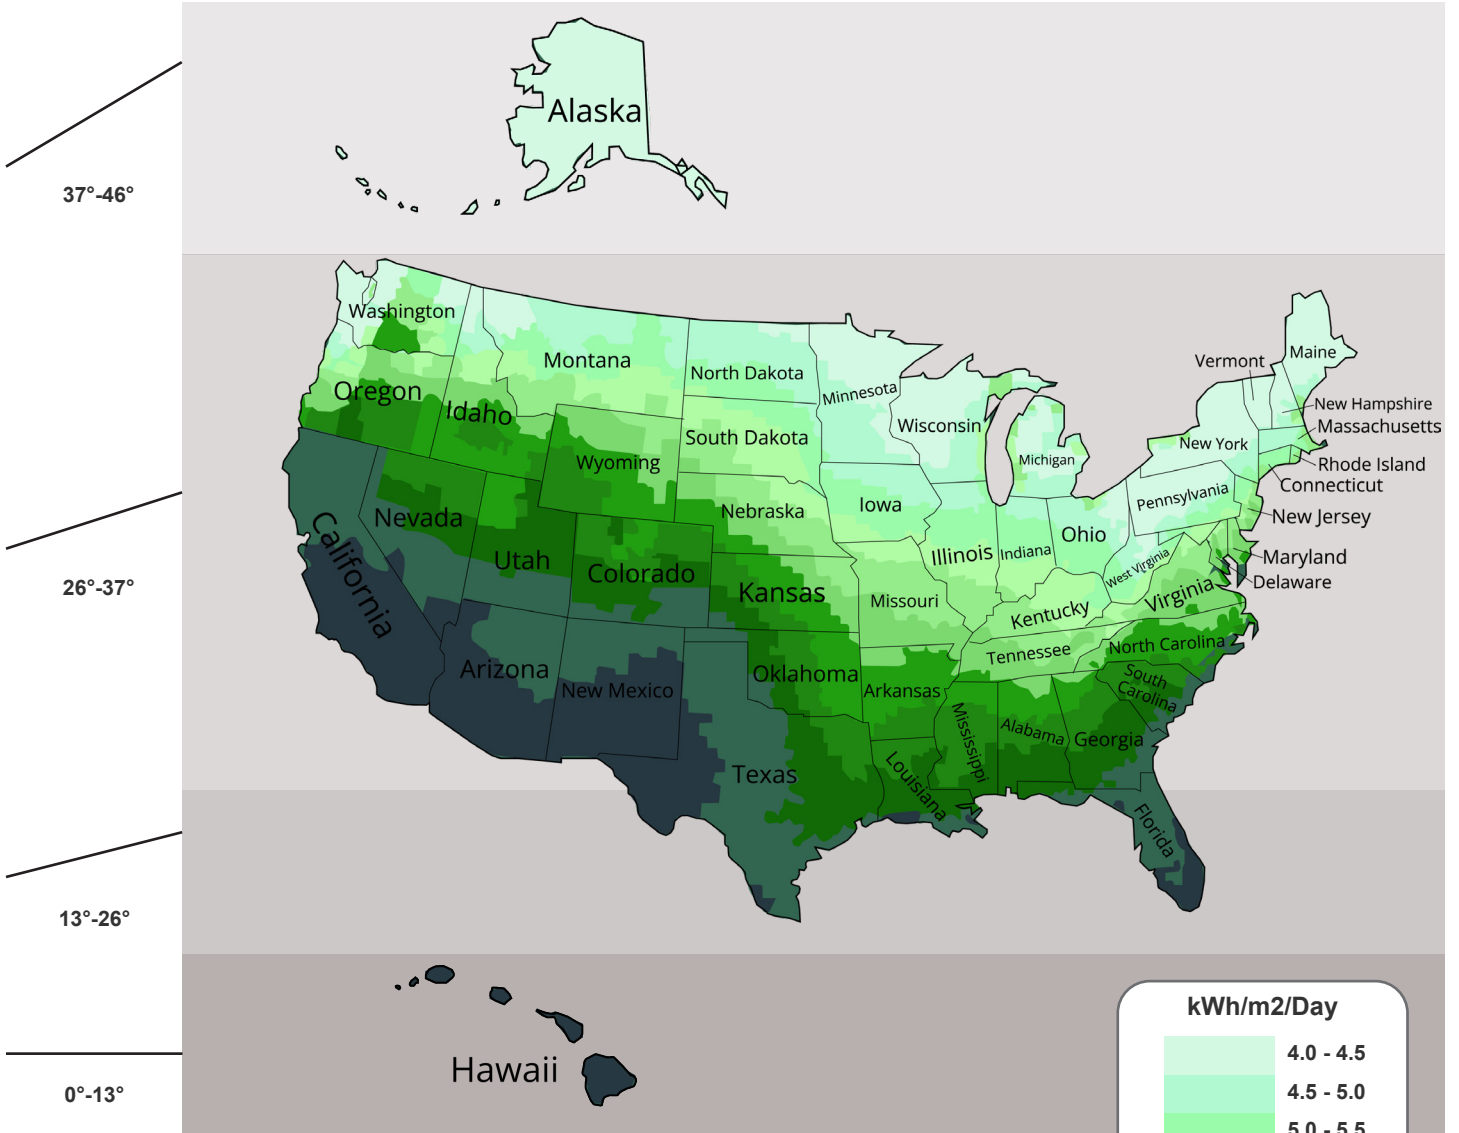 Alaska
37°-46°
Washington
Montana
North Dakota
Minnesota
Vermont
Maine
Oregon
Idaho
South Dakota
Wisconsin
Michigan
New York
New Hampshire
Massachusetts
Wyoming
Rhode Island
Connecticut
Pennsylvania
Nebraska
Iowa
New Jersey
Nevada
Utah
Colorado
Illinois
Indiana
Ohio
West Virginia
Maryland
Delaware
26°-37°
California
Kansas
Missouri
Kentucky
Virginia
Arizona
New Mexico
Oklahoma
Arkansas
Tennessee
North Carolina
South
Carolina
Mississippi
Alabama
Georgia
Texas
Louisiana
Florida
13°-26°
Hawaii
0°-13°
kWh/m2/Day
4.0 - 4.5
4.5 - 5.0
5.0 - 5.5